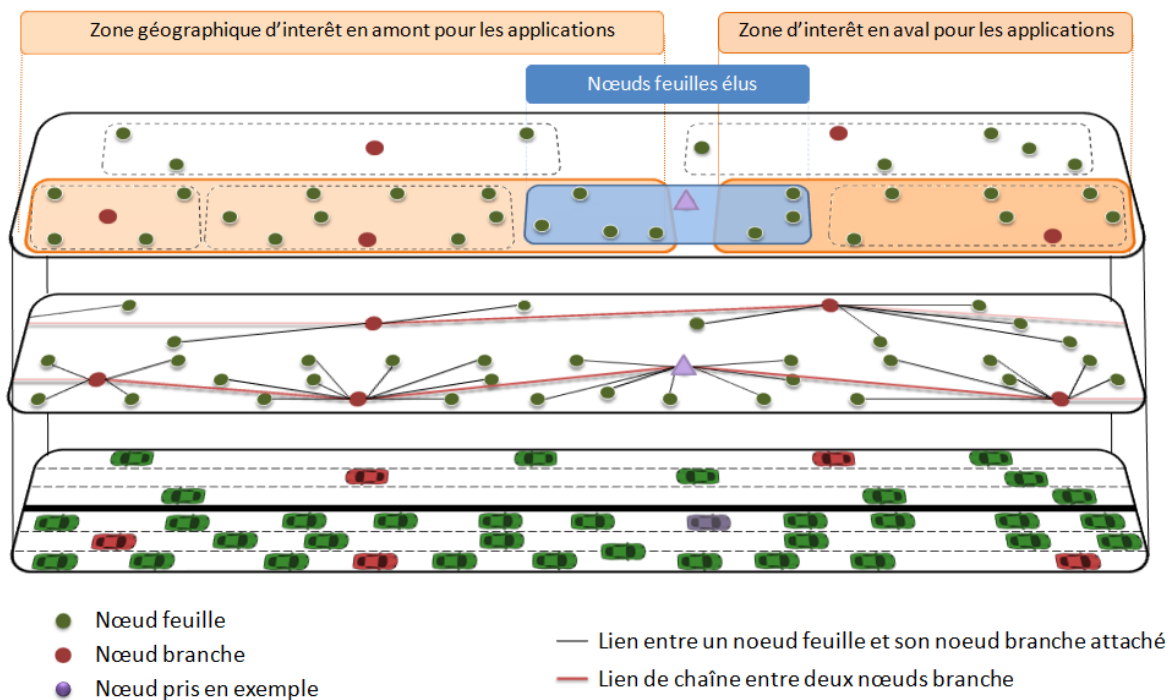 Zone géographique d'interêt en amont pour les applications
Zone d'interêt en aval pour les applications
Nœuds feuilles élus
Nœud feuille
Nœud branche
Nœud pris en exemple
Lien entre un noeud feuille et son noeud branche attaché
Lien de chaîne entre deux nœuds branche